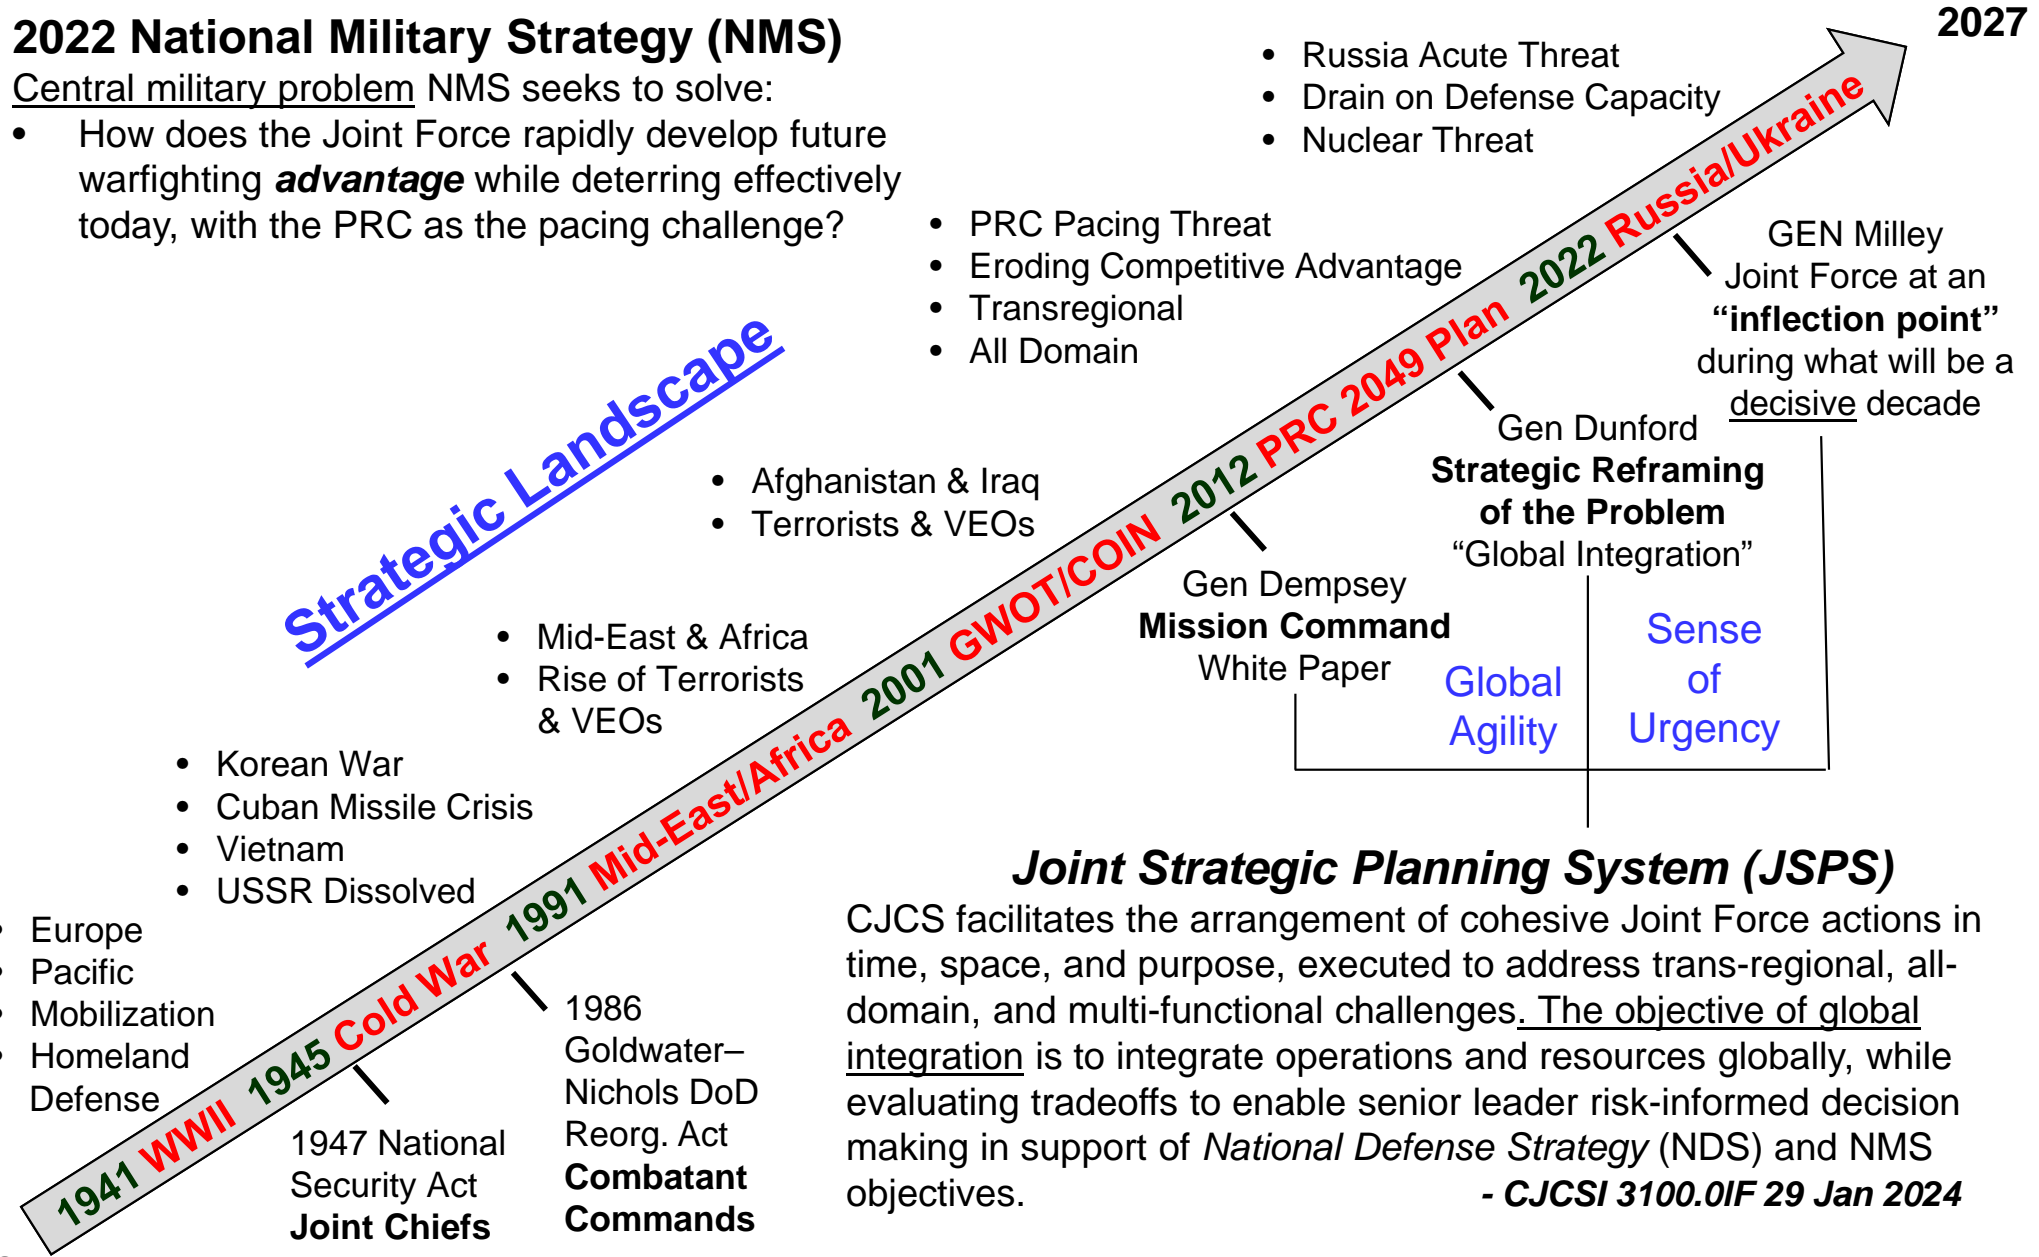 2022 National Military Strategy (NMS)
Central military problem NMS seeks to solve:
• How does the Joint Force rapidly develop future
warfighting advantage while deterring effectively
today, with the PRC as the pacing challenge?
2027
• Russia Acute Threat
• Drain on Defense Capacity
• Nuclear Threat
• PRC Pacing Threat
• Eroding Competitive Advantage
• Transregional
• All Domain
Strategic Landscape
• Afghanistan & Iraq
• Terrorists & VEOs
• Mid-East & Africa
• Rise of Terrorists
& VEOs
• Korean War
• Cuban Missile Crisis
• Vietnam
• USSR Dissolved
• Europe
• Pacific
• Mobilization
• Homeland
Defense
1941 WWII 1945 Cold War 1991 Mid-East/Africa 2001 GWOT/COIN 2012 PRC 2049 Plan 2022 Russia/Ukraine
1947 National
Security Act
Joint Chiefs
1986
Goldwater–
Nichols DoD
Reorg. Act
Combatant
Commands
Gen Dempsey
Mission Command
White Paper
Gen Dunford
Strategic Reframing
of the Problem
“Global Integration”
GEN Milley
Joint Force at an
“inflection point”
during what will be a
decisive decade
Global
Agility
Sense
of
Urgency
Joint Strategic Planning System (JSPS)
CJCS facilitates the arrangement of cohesive Joint Force actions in
time, space, and purpose, executed to address trans-regional, all-
domain, and multi-functional challenges. The objective of global
integration is to integrate operations and resources globally, while
evaluating tradeoffs to enable senior leader risk-informed decision
making in support of National Defense Strategy (NDS) and NMS
objectives.
- CJCSI 3100.0IF 29 Jan 2024